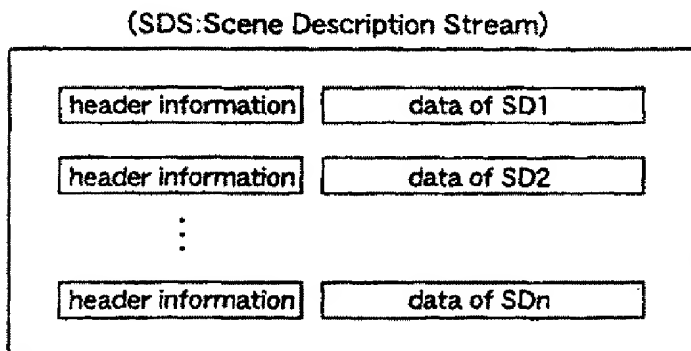 (SDS:Scene Description Stream)
header information data of SD1
header information data of SD2
header information data of SDn